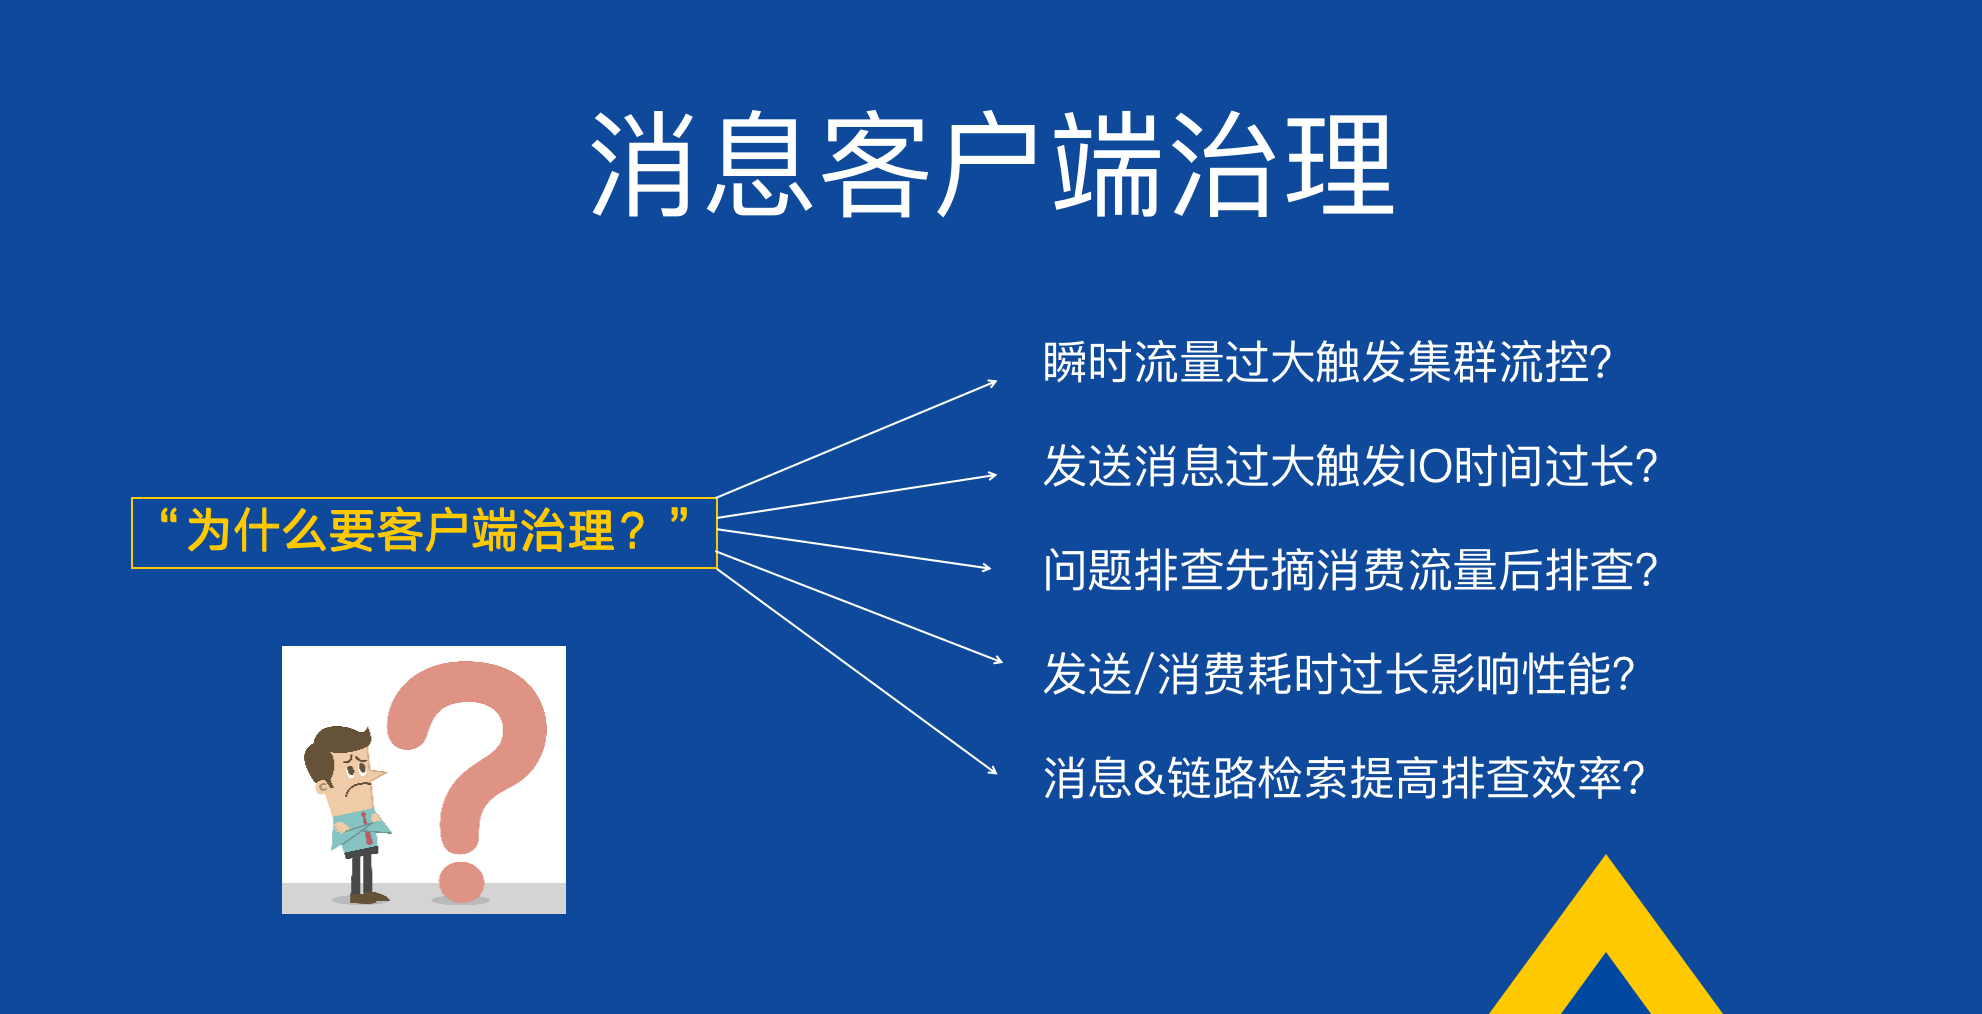 消息客户端治理
瞬时流量过大触发集群流控?
发送消息过大触发IO时间过长?
“为什么要客户端治理？”
问题排查先摘消费流量后排查?
发送/消费耗时过长影响性能?
消息&链路检索提高排查效率?